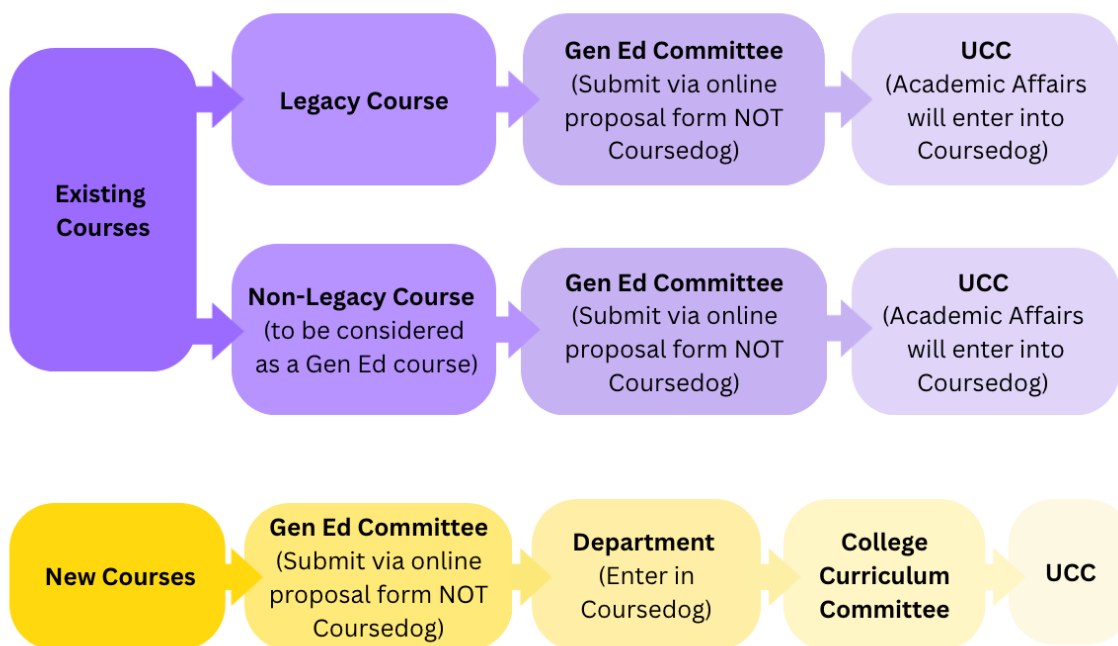 Existing
Courses
Legacy Course
Gen Ed Committee
(Submit via online
proposal form NOT
Coursedog)
UCC
(Academic Affairs
will enter into
Coursedog)
Non-Legacy Course
(to be considered
as a Gen Ed course)
Gen Ed Committee
(Submit via online
proposal form NOT
Coursedog)
UCC
(Academic Affairs
will enter into
Coursedog)
New Courses
Gen Ed Committee
(Submit via online
proposal form NOT
Coursedog)
Department
(Enter in
Coursedog)
College
Curriculum
Committee
UCC